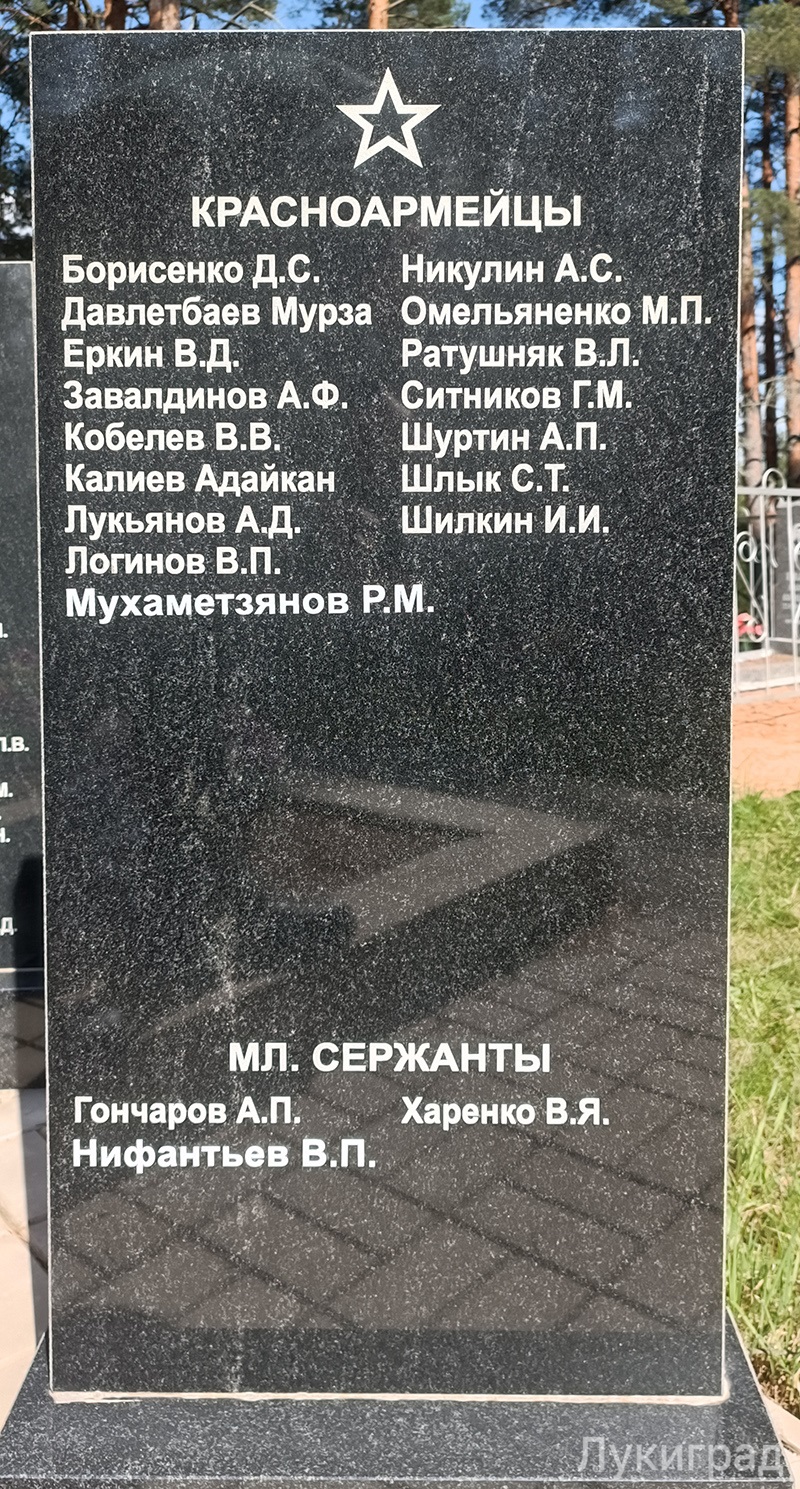 КРАСНОАРМЕЙЦЫ
Борисенко Д.С.
Давлетбаев Мурза
Еркин В.Д.
Завалдинов А.Ф.
Кобелев В.В.
Калиев Адайкан
Лукьянов А.Д.
Логинов В.П.
Мухаметзянов Р.М.
Никулин А.С.
Омельяненко М.П.
Ратушняк В.Л.
Ситников Г.М.
Шуртин А.П.
Шлык С.Т.
Шилкин И.И.
МЛ. СЕРЖАНТЫ
Гончаров А.П.
Нифантьев В.П.
Харенко В.Я.
Лукиград